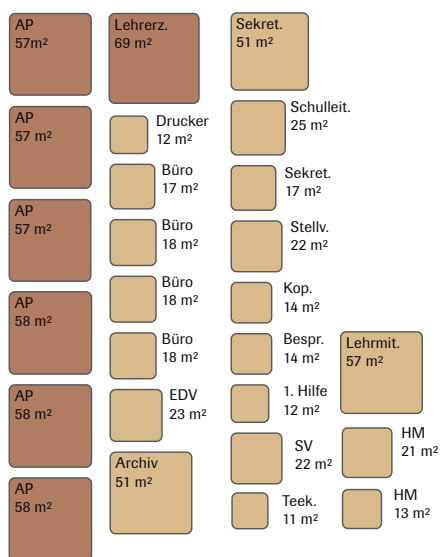 AP
57m²
AP
57 m²
AP
57 m²
AP
58 m²
AP
58 m²
AP
58 m²
Lehrerz.
69 m²
Drucker
12 m²
Büro
17 m²
Büro
18 m²
Büro
18 m²
Büro
18 m²
EDV
23 m²
Archiv
51 m²
Sekret.
51 m²
Schulleit.
25 m²
Sekret.
17 m²
Stellv.
22 m²
Kop.
14 m²
Bespr.
14 m²
1. Hilfe
12 m²
SV
22 m²
Teek.
11 m²
Lehrmit.
57 m²
HM
21 m²
HM
13 m²